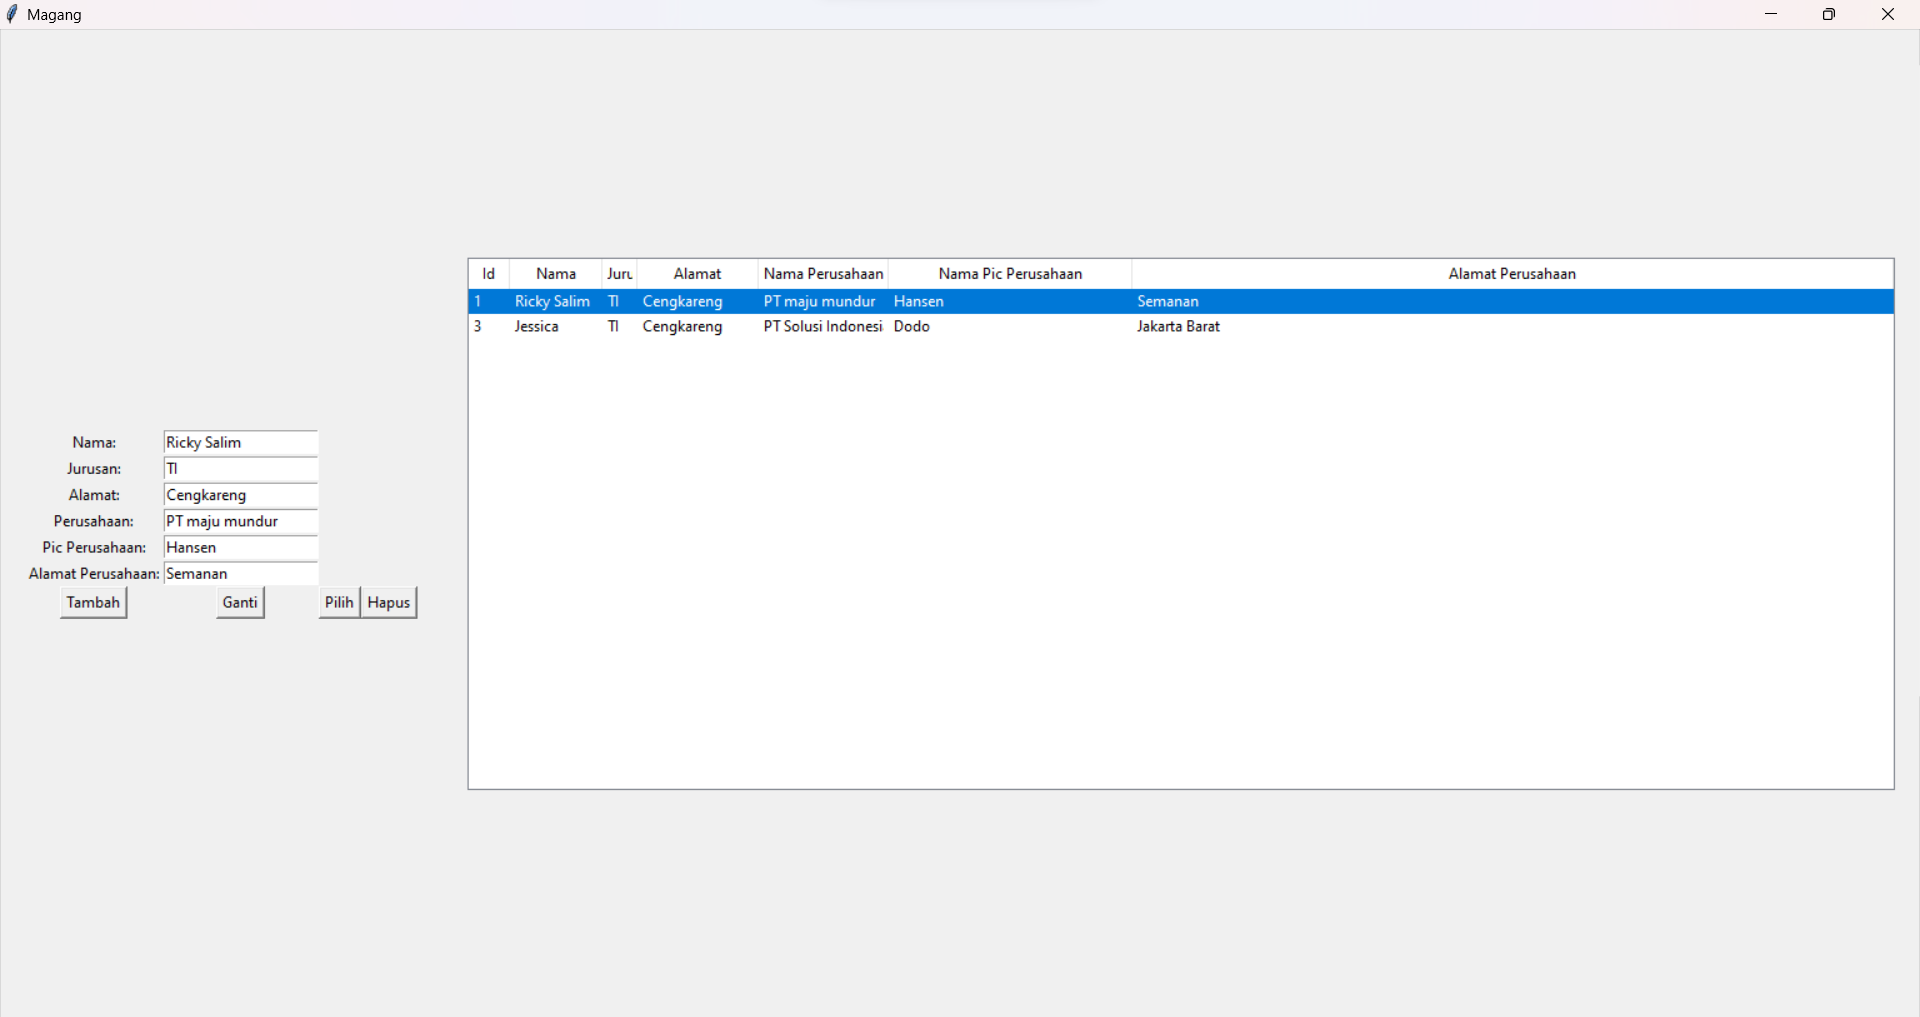 Magang
Id Nama Juru Alamat Nama Perusahaan Nama Pic Perusahaan Alamat Perusahaan
1 Ricky Salim TI Cengkareng PT maju mundur Hansen Semanan
3 Jessica TI Cengkareng PT Solusi Indonesi Dodo Jakarta Barat
Nama: Ricky Salim
Jurusan: TI
Alamat: Cengkareng
Perusahaan: PT maju mundur
Pic Perusahaan: Hansen
Alamat Perusahaan: Semanan
Tambah Ganti Pilih Hapus